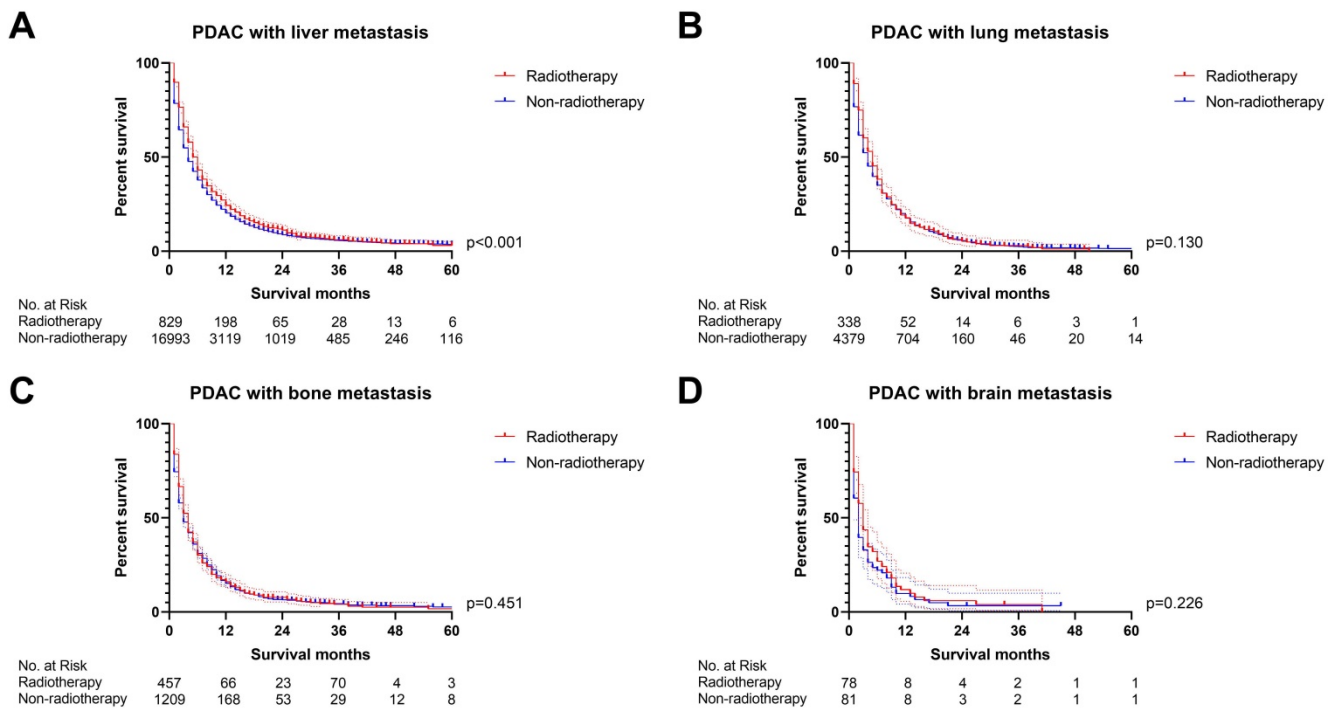 A
PDAC with liver metastasis
Percent survival
100
50
0
0 12 24 36 48 60
Survival months
Radiotherapy
Non-radiotherapy
p<0.001
No. at Risk
Radiotherapy 829 198 65 28 13 6
Non-radiotherapy 16993 3119 1019 485 246 116
B
PDAC with lung metastasis
Percent survival
100
50
0
0 12 24 36 48 60
Survival months
Radiotherapy
Non-radiotherapy
p=0.130
No. at Risk
Radiotherapy 338 52 14 6 3 1
Non-radiotherapy 4379 704 160 46 20 14
C
PDAC with bone metastasis
Percent survival
100
50
0
0 12 24 36 48 60
Survival months
Radiotherapy
Non-radiotherapy
p=0.451
No. at Risk
Radiotherapy 457 66 23 70 4 3
Non-radiotherapy 1209 168 53 29 12 8
D
PDAC with brain metastasis
Percent survival
100
50
0
0 12 24 36 48 60
Survival months
Radiotherapy
Non-radiotherapy
p=0.226
No. at Risk
Radiotherapy 78 8 4 2 1 1
Non-radiotherapy 81 8 3 2 1 1